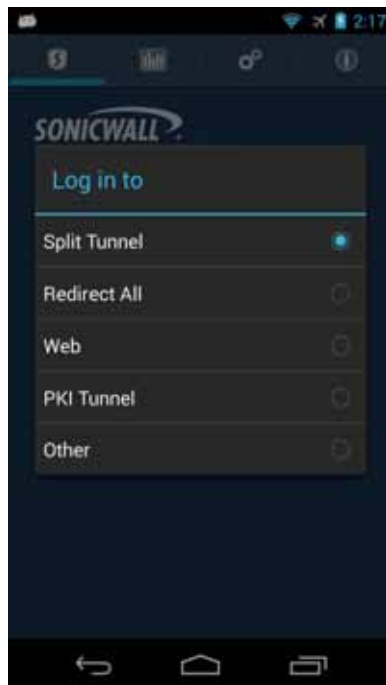 2:17
SONICWALL
Log in to
Split Tunnel
Redirect All
Web
PKI Tunnel
Other